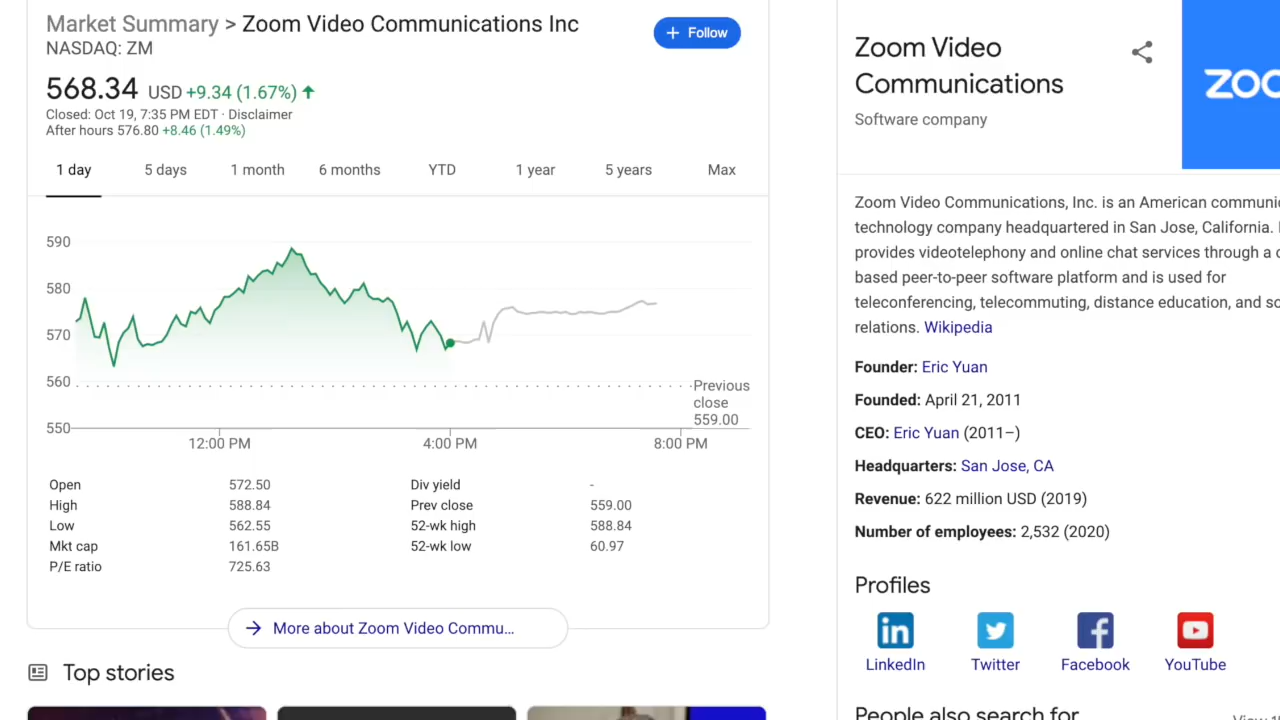 Market Summary > Zoom Video Communications Inc
NASDAQ: ZM
Follow
568.34 USD +9.34 (1.67%)
Closed: Oct 19, 7:35 PM EDT · Disclaimer
After hours 576.80 +8.46 (1.49%)
1 day 5 days 1 month 6 months YTD 1 year 5 years Max
590
580
570
560
550
Previous
close
559.00
12:00 PM 4:00 PM 8:00 PM
Open 572.50 Div yield -
High 588.84 Prev close 559.00
Low 562.55 52-wk high 588.84
Mkt cap 161.65B 52-wk low 60.97
P/E ratio 725.63
More about Zoom Video Commu...
Top stories
Zoom Video
Communications
Software company
Zoom Video Communications, Inc. is an American
technology company headquartered in San Jose, California.
provides videotelephony and online chat services through a
based peer-to-peer software platform and is used for
teleconferencing, telecommuting, distance education, and
relations. Wikipedia
Founder: Eric Yuan
Founded: April 21, 2011
CEO: Eric Yuan (2011–)
Headquarters: San Jose, CA
Revenue: 622 million USD (2019)
Number of employees: 2,532 (2020)
Profiles
LinkedIn Twitter Facebook YouTube
People also search for